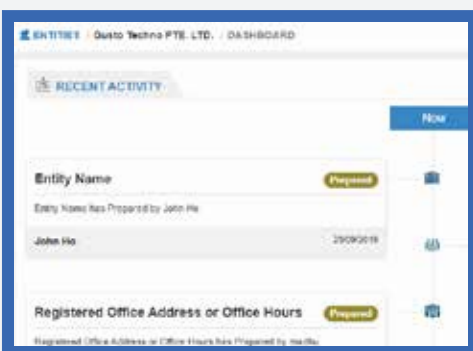 ENTITIES / Gusto Techno PTE. LTD. / DASHBOARD
RECENT ACTIVITY
Now
Entity Name Prepared
Entity Name has Prepared by John Ho
John Ho 25/09/2019
Registered Office Address or Office Hours Prepared
Registered Office Address or Office Hours has Prepared by